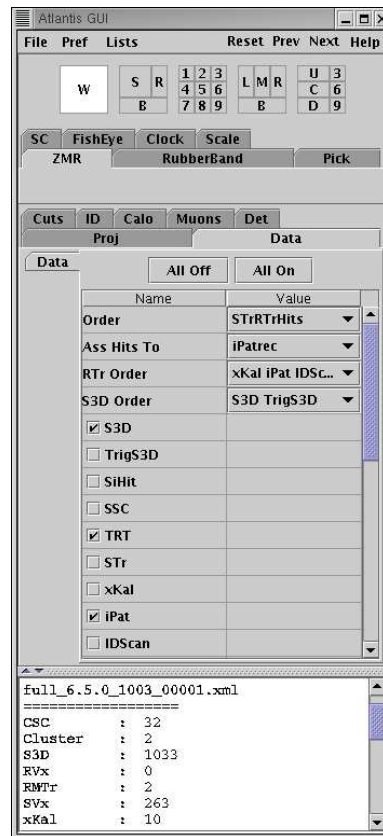 Atlantis GUI
File Pref Lists Reset Prev Next Help
W S R B 1 2 3 4 5 6 7 8 9 L M R B U 3 C 6 D 9
SC FishEye Clock Scale
ZMR RubberBand Pick
Cuts ID Calo Muons Det
Proj Data
Data All Off All On
Name Value
Order STrRTrHits
Ass Hits To iPatrec
RTr Order xKal iPat IDSc...
S3D Order S3D TrigS3D
S3D
TrigS3D
SiHit
SSC
TRT
STr
xKal
iPat
IDScan
full_6.5.0_1003_00001.xml
===================
CSC : 32
Cluster : 2
S3D : 1033
RVx : 0
RMTr : 2
SVx : 263
xKal : 10